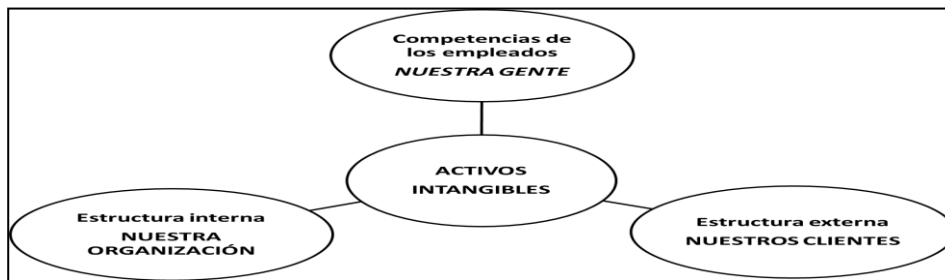 Competencias de
los empleados
NUESTRA GENTE
ACTIVOS
INTANGIBLES
Estructura interna
NUESTRA
ORGANIZACIÓN
Estructura externa
NUESTROS CLIENTES